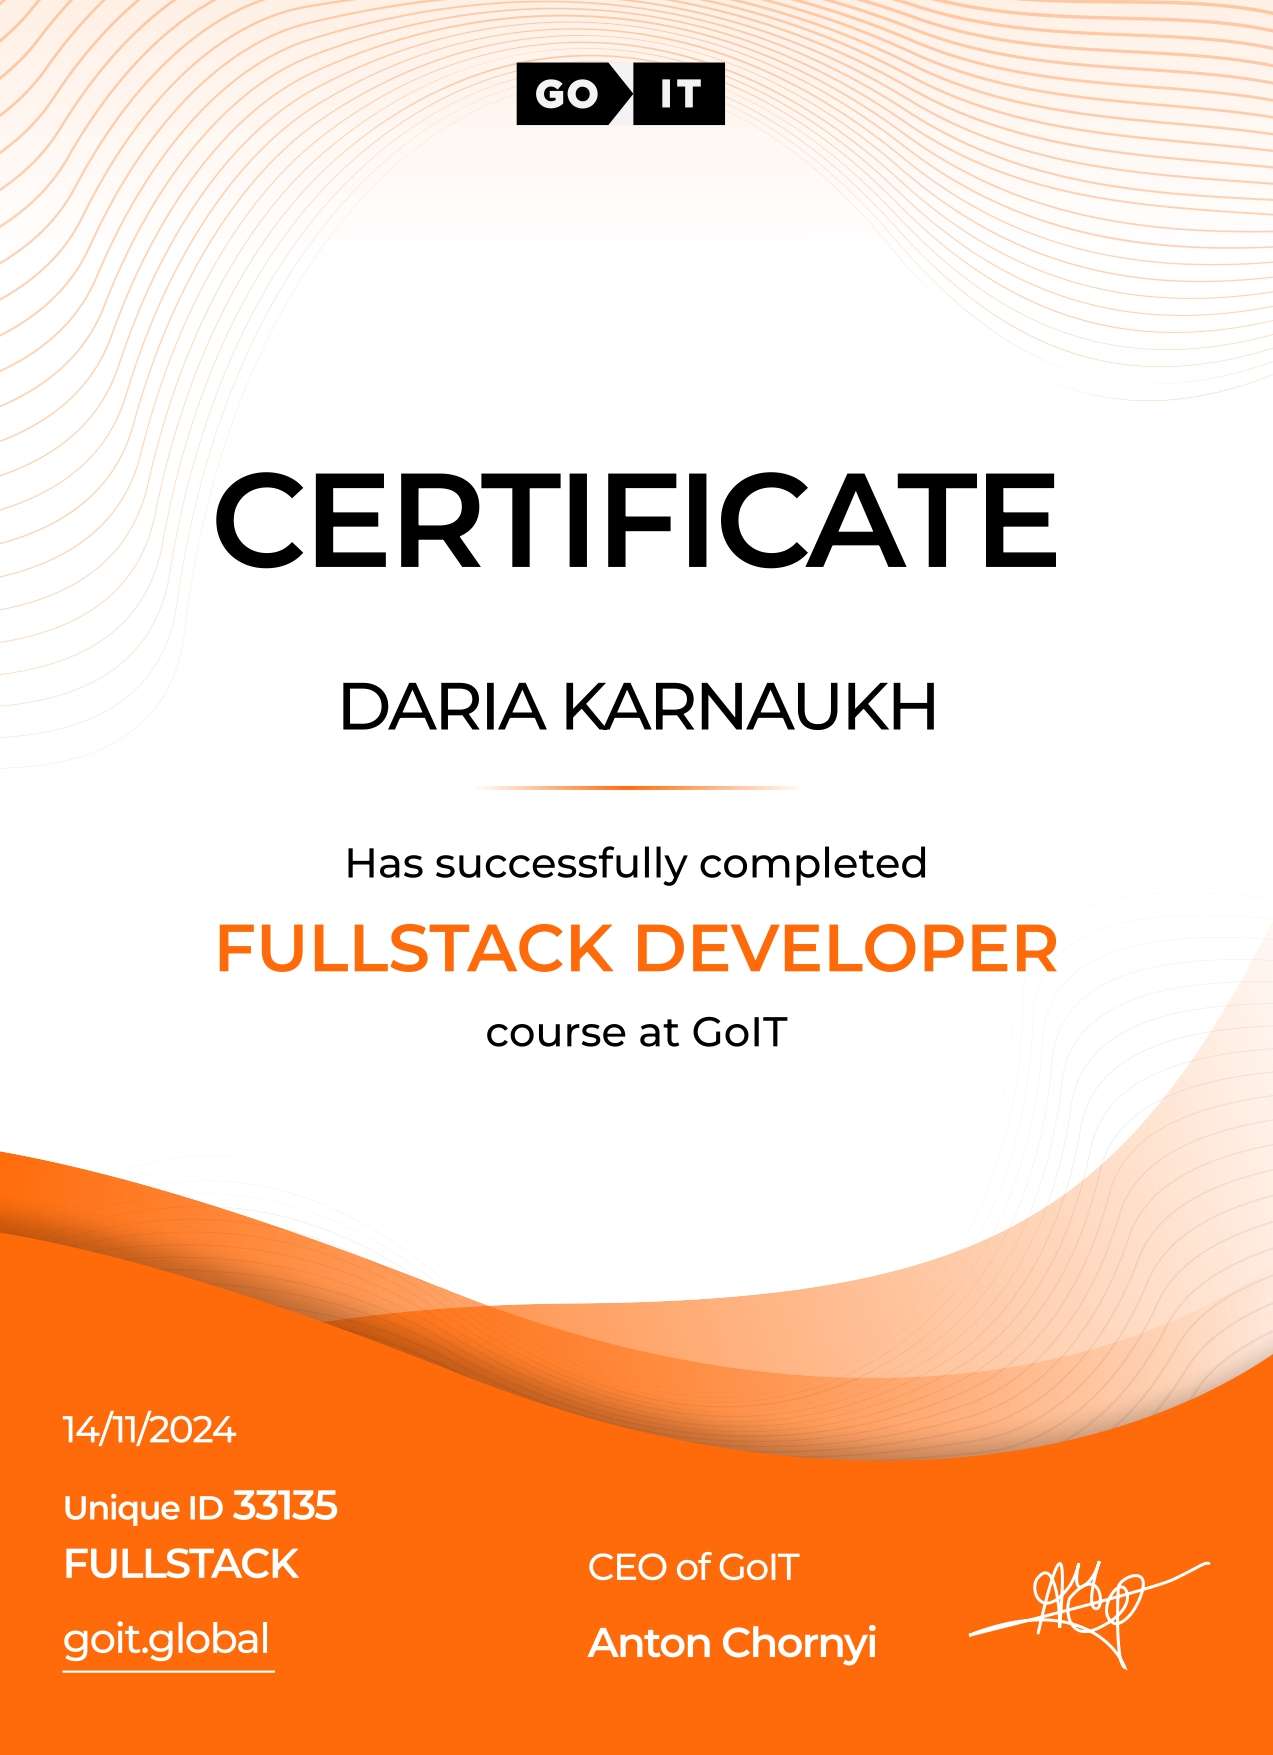 GO IT
CERTIFICATE
DARIA KARNAUKH
Has successfully completed
FULLSTACK DEVELOPER
course at GoIT
14/11/2024
Unique ID 33135
FULLSTACK
goit.global
CEO of GoIT
Anton Chornyi